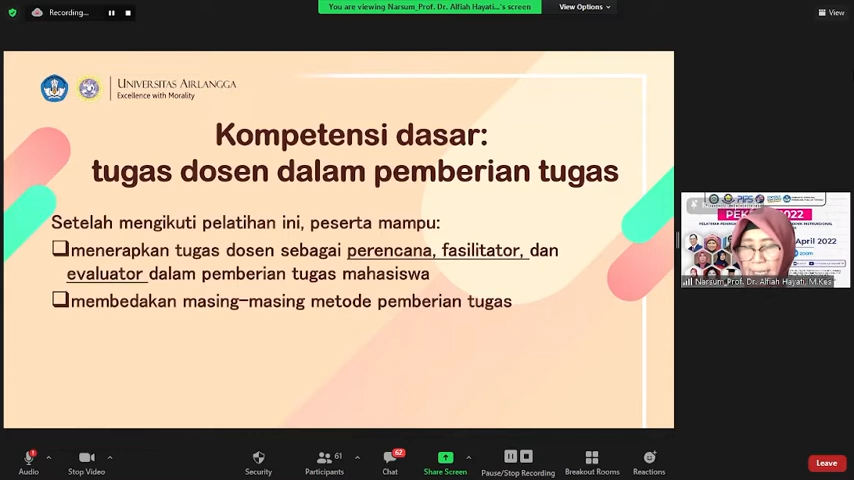 Recording...
You are viewing Narsum_Prof. Dr. Alfiah Hayati...'s screen
View Options
View
UNIVERSITAS AIRLANGGA
Excellence with Morality
Kompetensi dasar:
tugas dosen dalam pemberian tugas
Setelah mengikuti pelatihan ini, peserta mampu:
menerapkan tugas dosen sebagai perencana, fasilitator, dan
evaluator dalam pemberian tugas mahasiswa
membedakan masing-masing metode pemberian tugas
2022
April 2022
zoom
Narsum_Prof. Dr. Alfiah Hayati, M.Kes
Audio
Stop Video
Security
61
Participants
62
Chat
Share Screen
Pause/Stop Recording
Breakout Rooms
Reactions
Leave